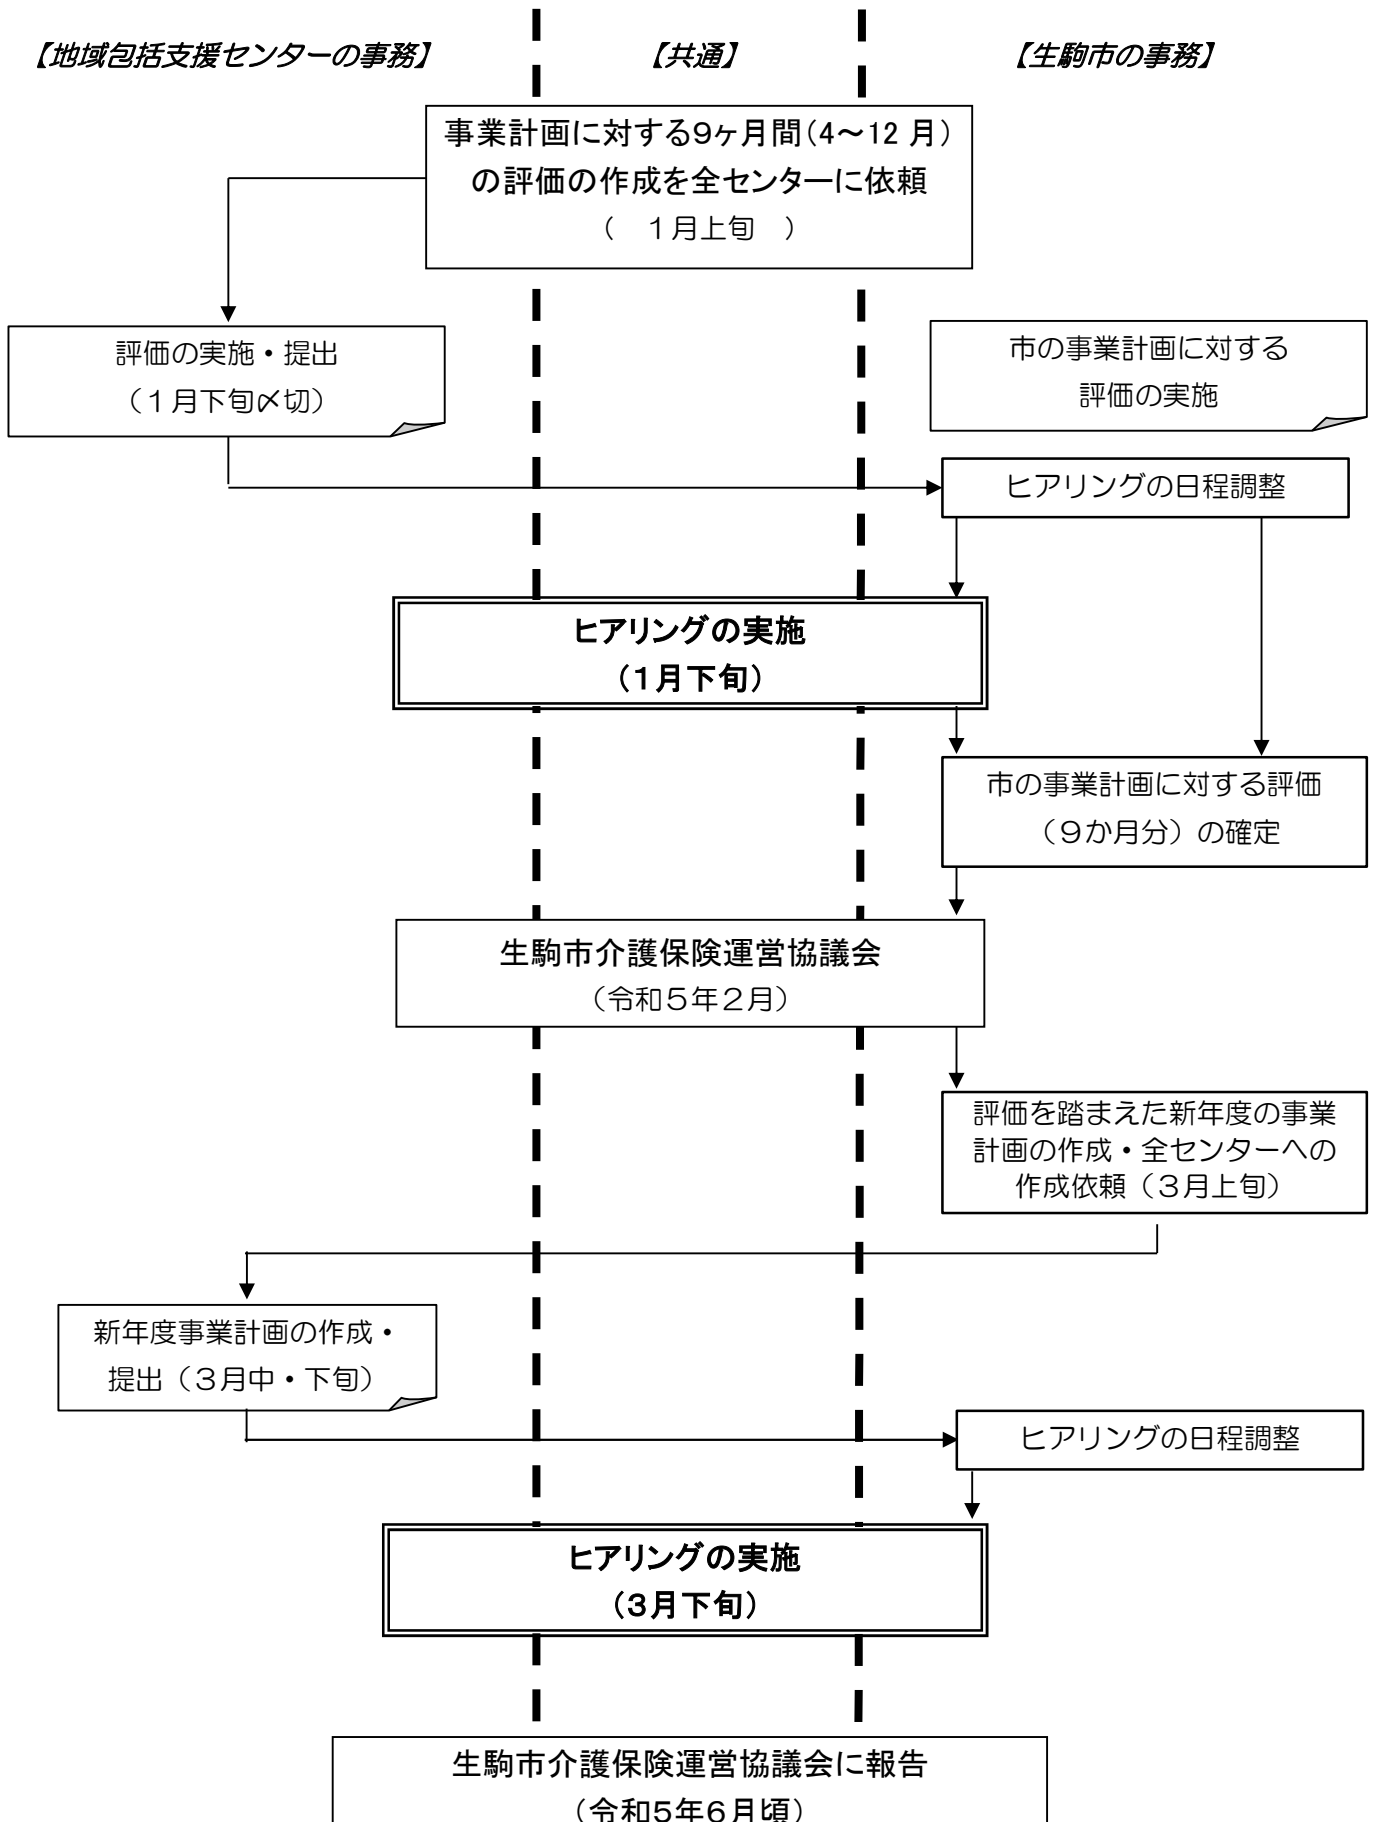 【地域包括支援センターの事務】
【共通】
【生駒市の事務】
事業計画に対する9ヶ月間(4～12 月)
の評価の作成を全センターに依頼
(　1月上旬　)
評価の実施・提出
(1月下旬〆切)
市の事業計画に対する
評価の実施
ヒアリングの日程調整
ヒアリングの実施
(1月下旬)
市の事業計画に対する評価
(9か月分)の確定
生駒市介護保険運営協議会
(令和5年2月)
評価を踏まえた新年度の事業
計画の作成・全センターへの
作成依頼(3月上旬)
新年度事業計画の作成・
提出(3月中・下旬)
ヒアリングの日程調整
ヒアリングの実施
(3月下旬)
生駒市介護保険運営協議会に報告
(令和5年6月頃)